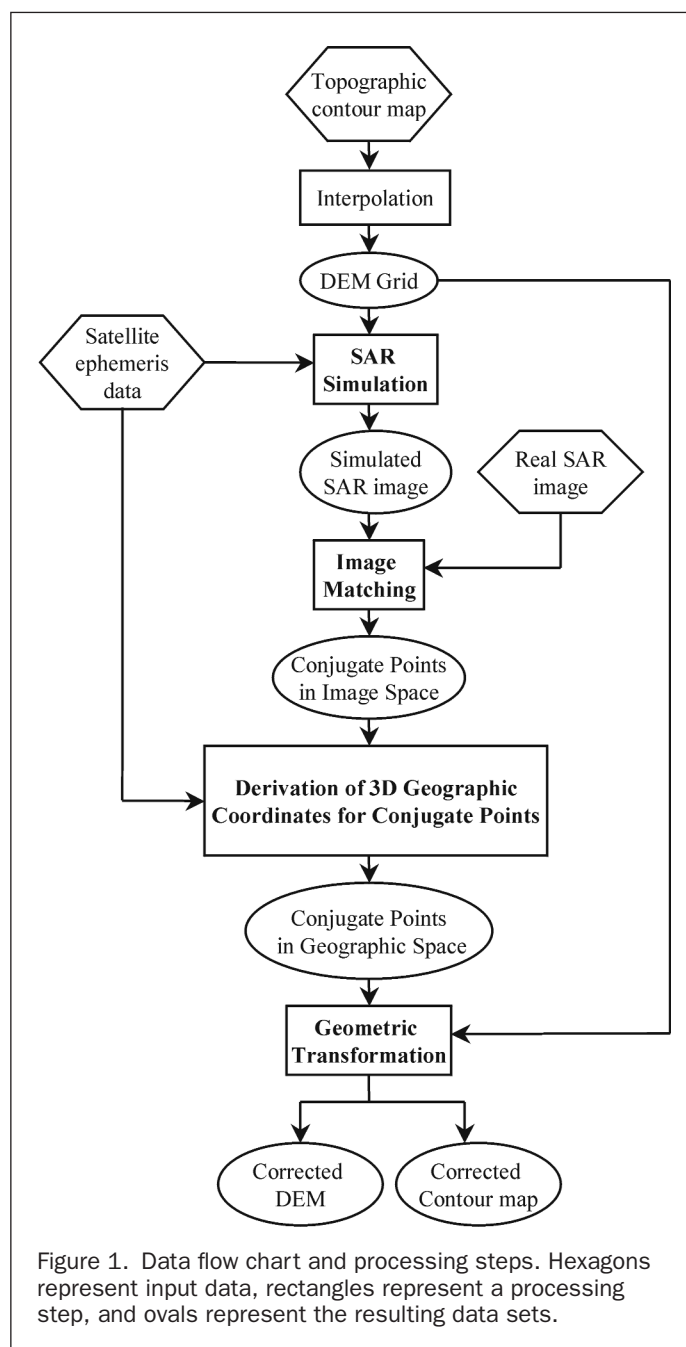 Topographic
contour map
Interpolation
DEM Grid
Satellite
ephemeris
data
SAR
Simulation
Simulated
SAR image
Real SAR
image
Image
Matching
Conjugate Points
in Image Space
Derivation of 3D Geographic
Coordinates for Conjugate Points
Conjugate Points
in Geographic Space
Geometric
Transformation
Corrected
DEM
Corrected
Contour map
Figure 1. Data flow chart and processing steps. Hexagons
represent input data, rectangles represent a processing
step, and ovals represent the resulting data sets.